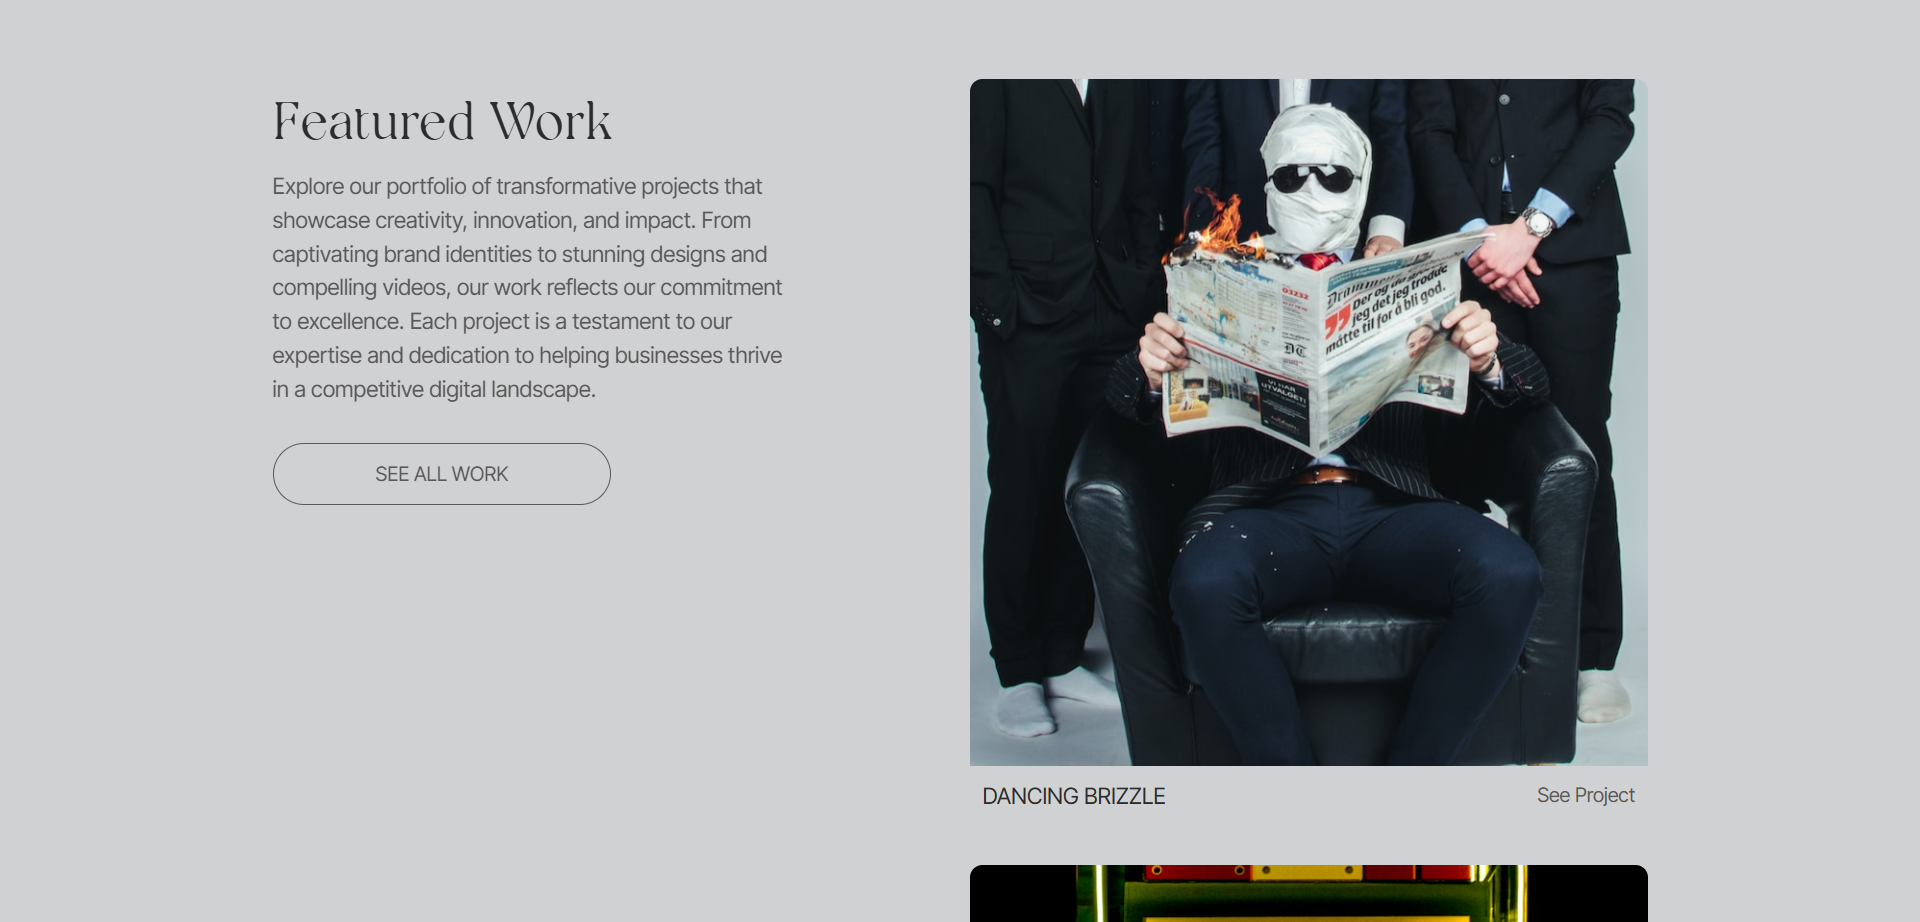 Featured Work
Explore our portfolio of transformative projects that
showcase creativity, innovation, and impact. From
captivating brand identities to stunning designs and
compelling videos, our work reflects our commitment
to excellence. Each project is a testament to our
expertise and dedication to helping businesses thrive
in a competitive digital landscape.
SEE ALL WORK
03232
Der og da
jeg det jeg trodde
måtte til for å bli god.
DT
VI HAR
UTVALGET!
DANCING BRIZZLE
See Project